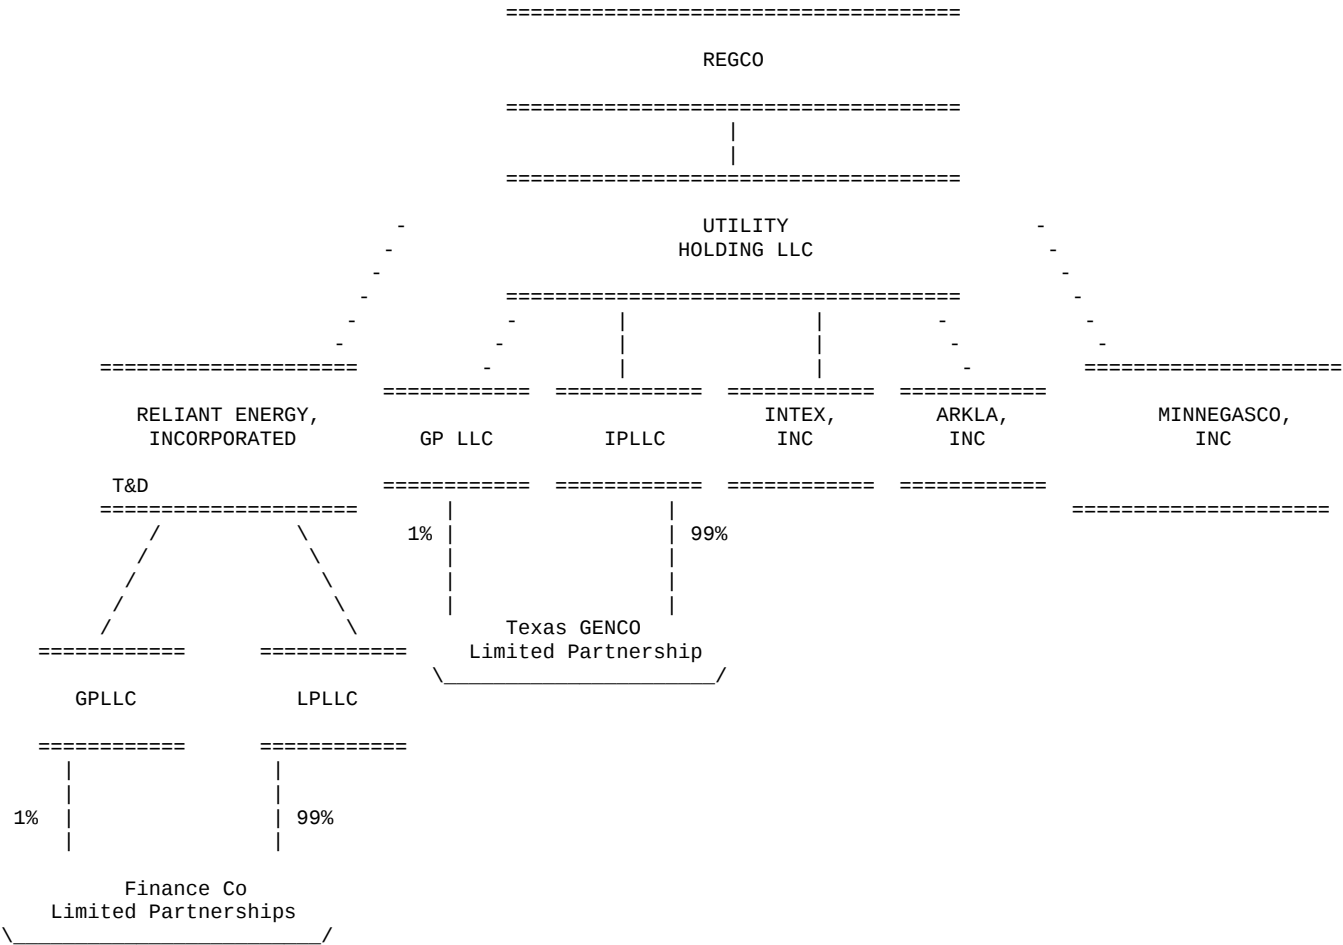 REGCO
UTILITY
HOLDING LLC
RELIANT ENERGY,
INCORPORATED
T&D
GP LLC
IPLLC
INTEX,
INC
ARKLA,
INC
MINNEGASCO,
INC
1%
99%
Texas GENCO
Limited Partnership
GPLLC
LPLLC
1%
99%
Finance Co
Limited Partnerships